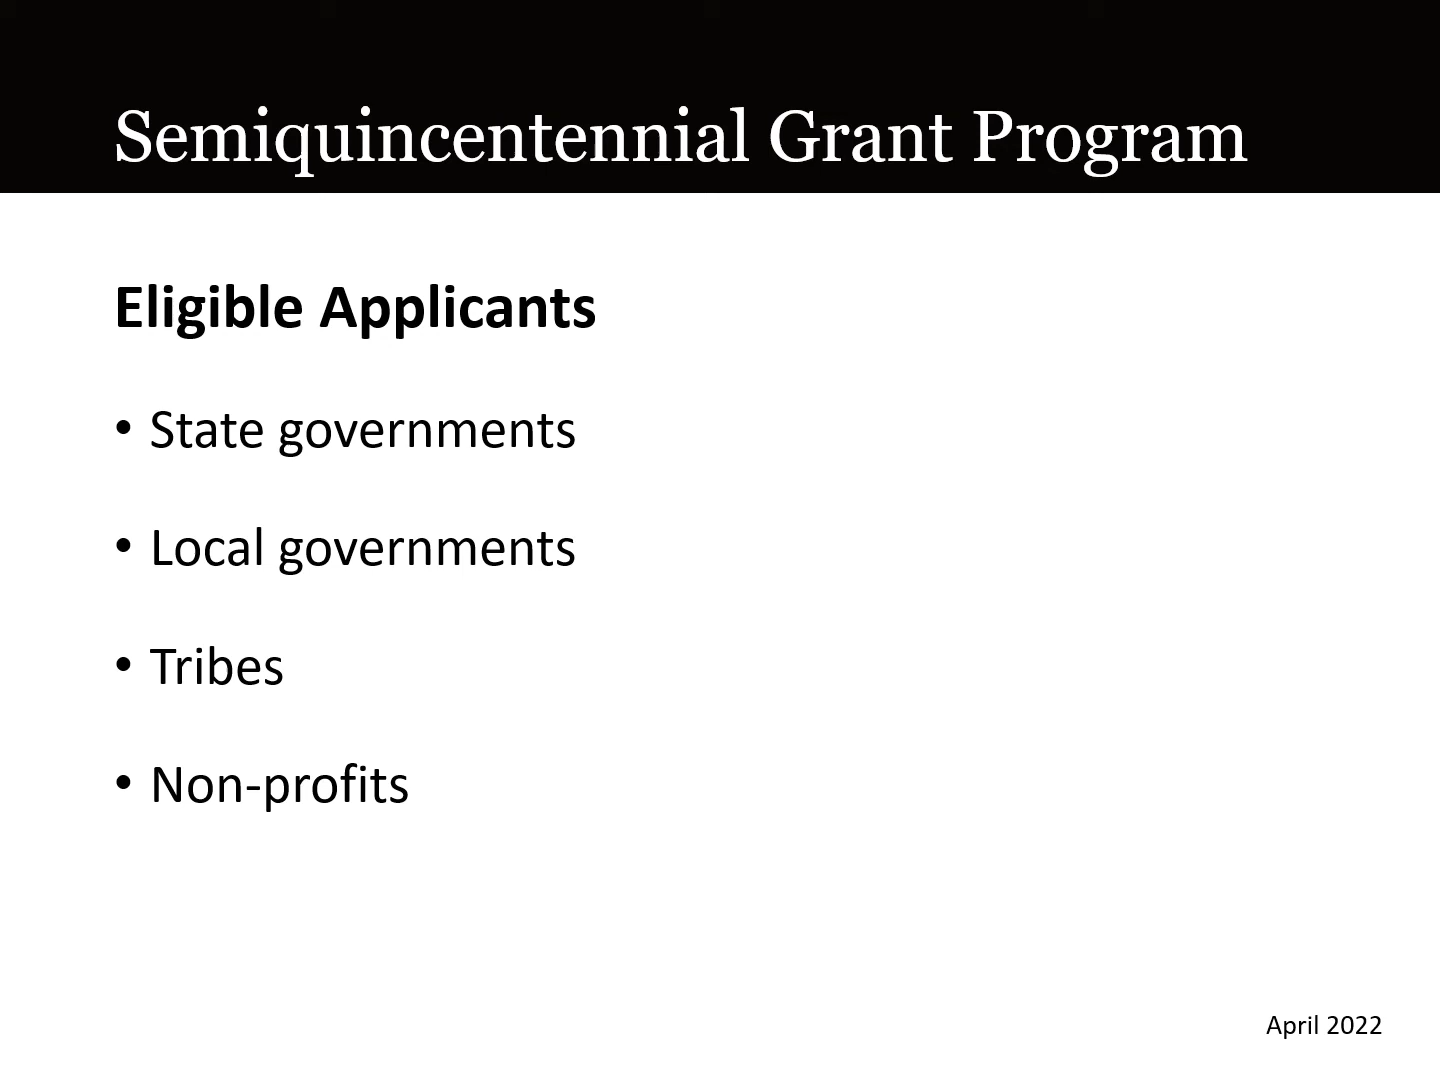 Semiquincentennial Grant Program
Eligible Applicants
• State governments
• Local governments
• Tribes
• Non-profits
April 2022